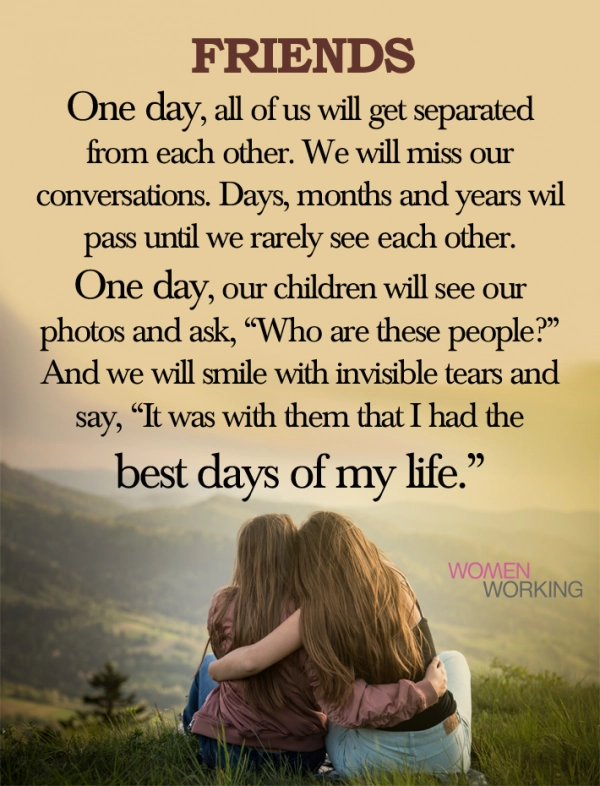 FRIENDS
One day, all of us will get separated
from each other. We will miss our
conversations. Days, months and years wil
pass until we rarely see each other.
One day, our children will see our
photos and ask, “Who are these people?”
And we will smile with invisible tears and
say, “It was with them that I had the
best days of my life.”
WOMEN
WORKING